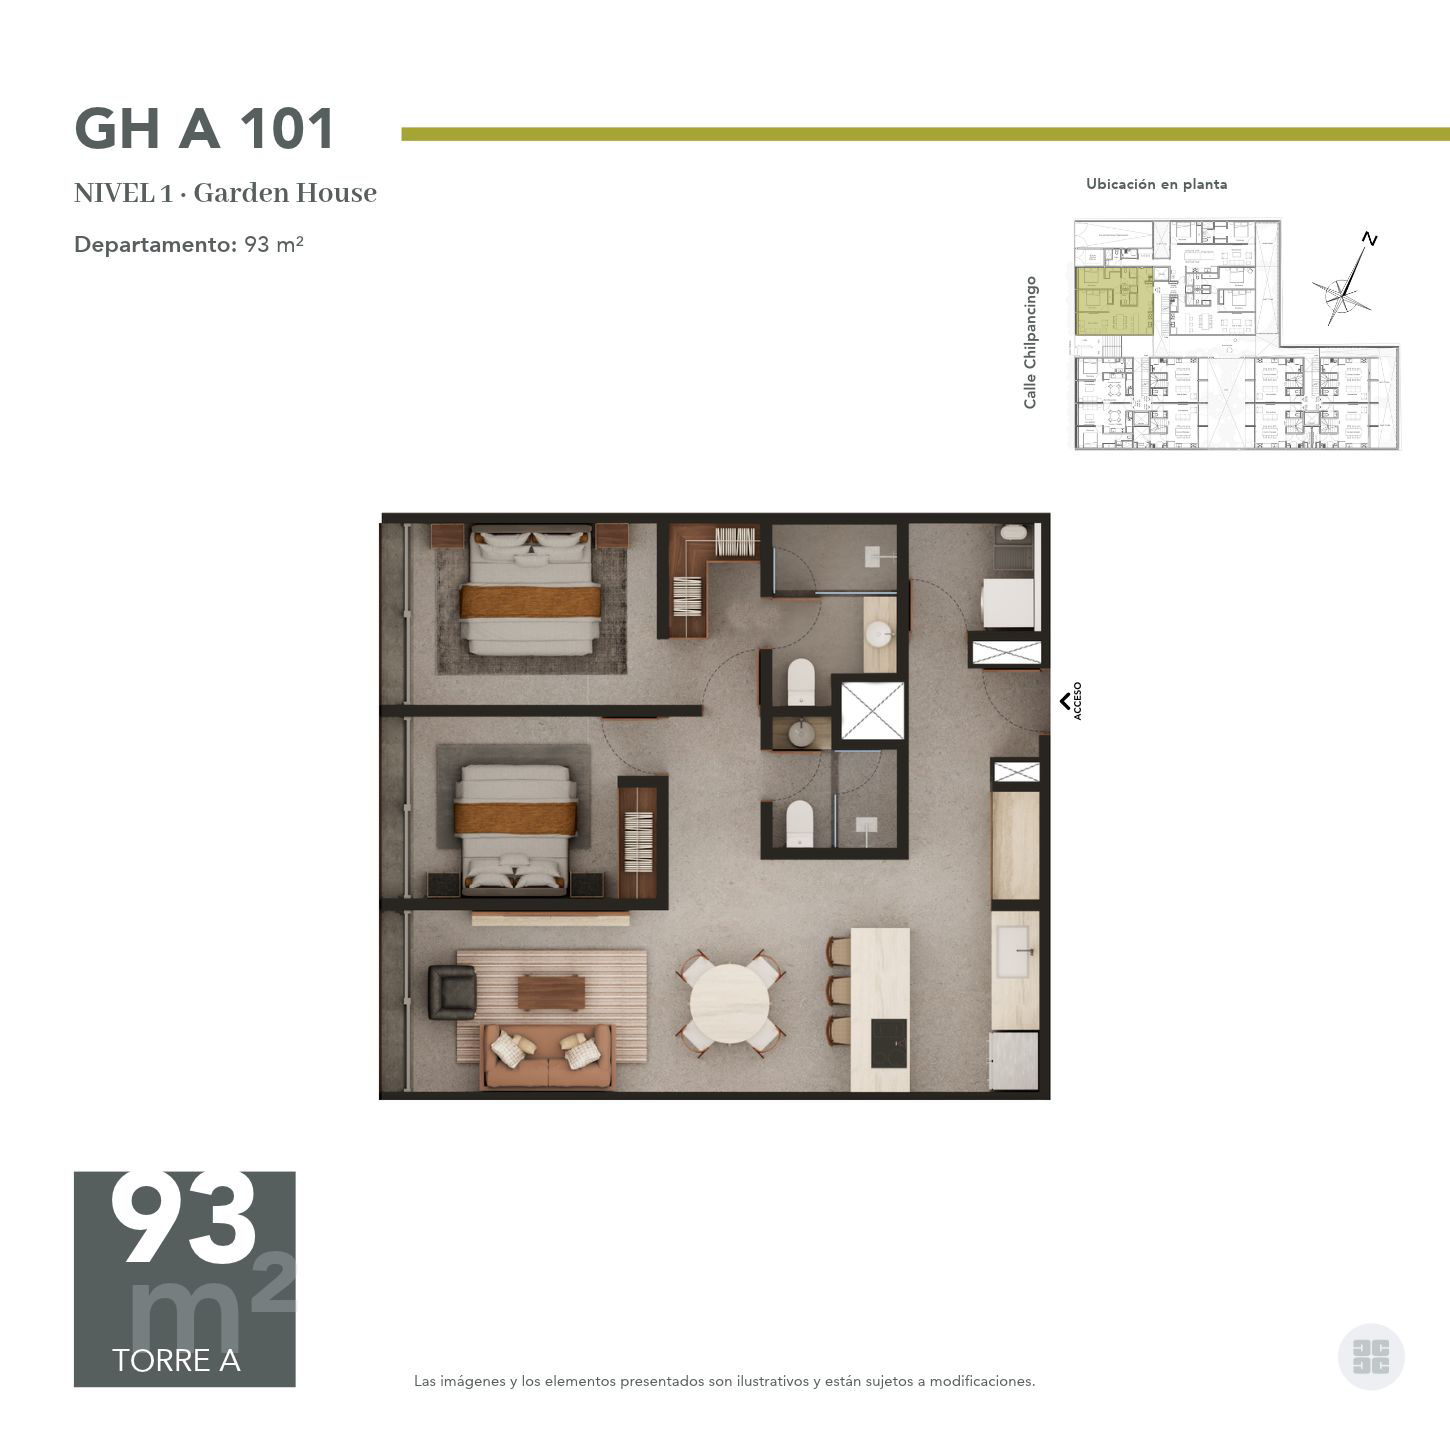 GH A 101
NIVEL 1 · Garden House
Departamento: 93 m²
Ubicación en planta
N
Calle Chilpancingo
ACCESO
93
m²
TORRE A
Las imágenes y los elementos presentados son ilustrativos y están sujetos a modificaciones.